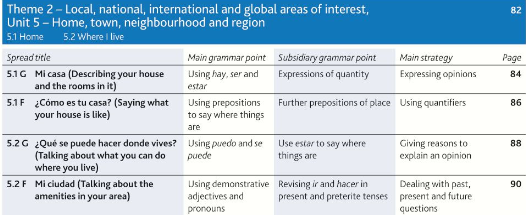 Theme 2 – Local, national, international and global areas of interest, 82
Unit 5 – Home, town, neighbourhood and region
5.1 Home 5.2 Where I live
Spread title Main grammar point Subsidiary grammar point Main strategy Page
5.1 G Mi casa (Describing your house Using hay, ser and Expressions of quantity Expressing opinions 84
and the rooms in it) estar
5.1 F ¿Cómo es tu casa? (Saying what Using prepositions Further prepositions of place Using quantifiers 86
your house is like) to say where things
are
5.2 G ¿Qué se puede hacer donde vives? Using puedo and se Use estar to say where Giving reasons to 88
(Talking about what you can do puede things are explain an opinion
where you live)
5.2 F Mi ciudad (Talking about the Using demonstrative Revising ir and hacer in Dealing with past, 90
amenities in your area) adjectives and present and preterite tenses present and future
pronouns questions